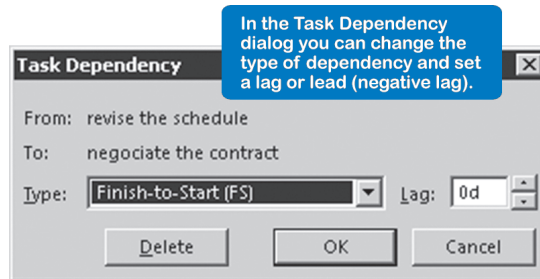 In the Task Dependency
dialog you can change the
type of dependency and set
a lag or lead (negative lag).
Task Dependency
From: revise the schedule
To: negociate the contract
Type: Finish-to-Start (FS) Lag: 0d
Delete OK Cancel